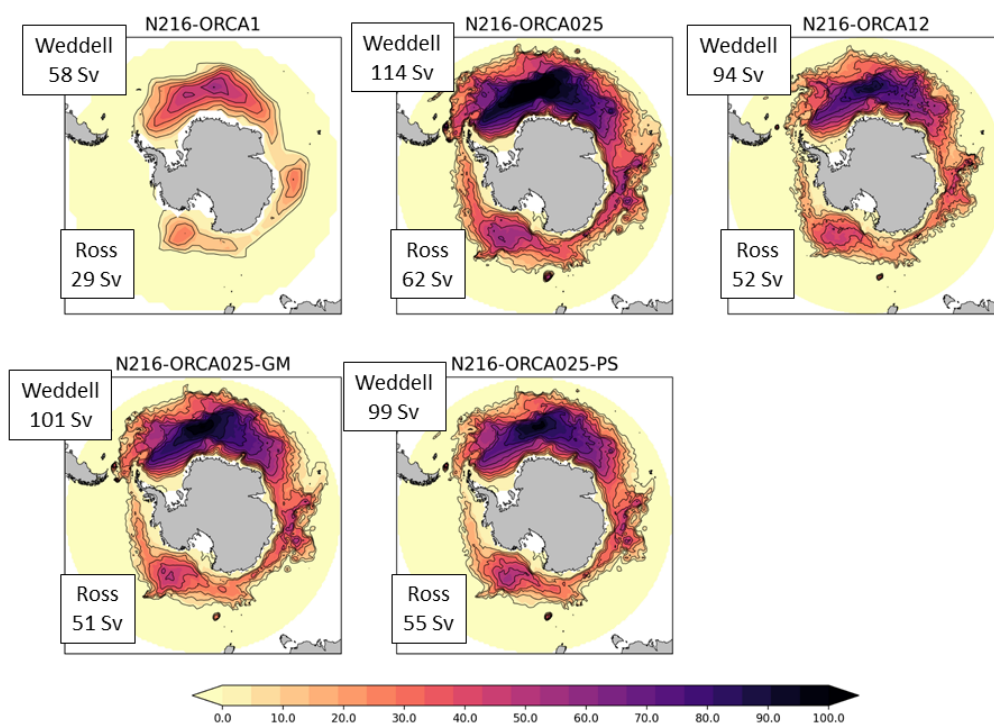 N216-ORCA1
Weddell
58 Sv
Ross
29 Sv
N216-ORCA025
Weddell
114 Sv
Ross
62 Sv
N216-ORCA12
Weddell
94 Sv
Ross
52 Sv
N216-ORCA025-GM
Weddell
101 Sv
Ross
51 Sv
N216-ORCA025-PS
Weddell
99 Sv
Ross
55 Sv
0.0 10.0 20.0 30.0 40.0 50.0 60.0 70.0 80.0 90.0 100.0